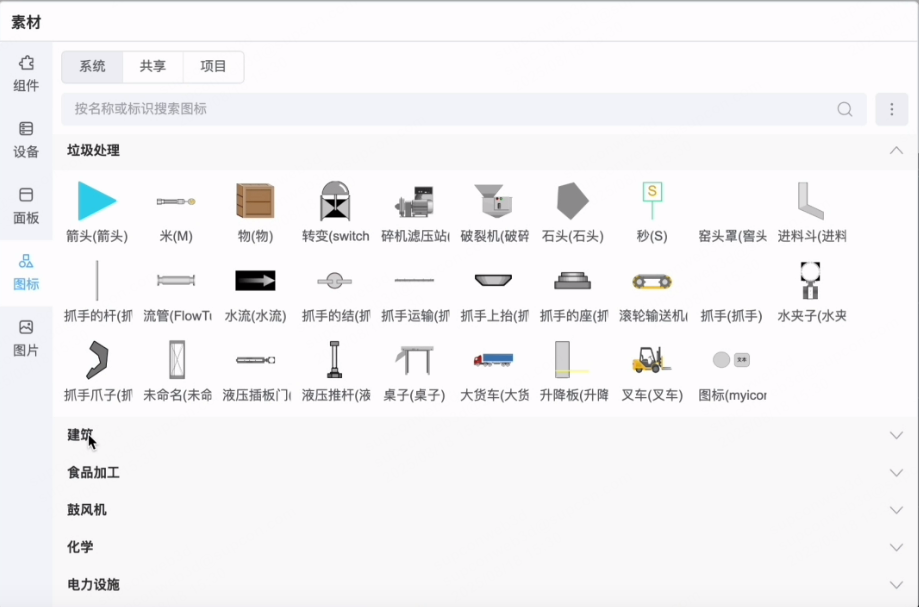 素材
组件
设备
面板
图标
图片
系统 共享 项目
按名称或标识搜索图标
垃圾处理
S
箭头(箭头) 米(M) 物(物) 转变(switch 碎机滤压站( 破裂机(破碎 石头(石头) 秒(S) 窑头罩(窖头 进料斗(进料
抓手的杆(抓 流管(FlowTu 水流(水流) 抓手的结(抓 抓手运输(抓 抓手上抬(抓 抓手的座(抓 滚轮输送机( 抓手(抓手) 水夹子(水夹
文本
抓手爪子(抓 未命名(未命 液压插板门( 液压推杆(液 桌子(桌子) 大货车(大货 升降板(升降 叉车(叉车) 图标(myicor
建筑
食品加工
鼓风机
化学
电力设施